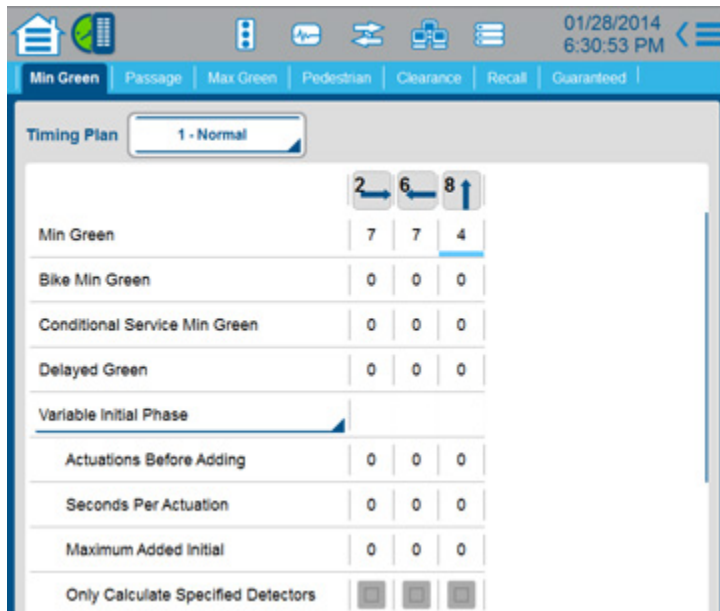 01/28/2014
6:30:53 PM
Min Green Passage Max Green Pedestrian Clearance Recall Guaranteed
Timing Plan 1 - Normal
2 6 8
Min Green 7 7 4
Bike Min Green 0 0 0
Conditional Service Min Green 0 0 0
Delayed Green 0 0 0
Variable Initial Phase
Actuations Before Adding 0 0 0
Seconds Per Actuation 0 0 0
Maximum Added Initial 0 0 0
Only Calculate Specified Detectors